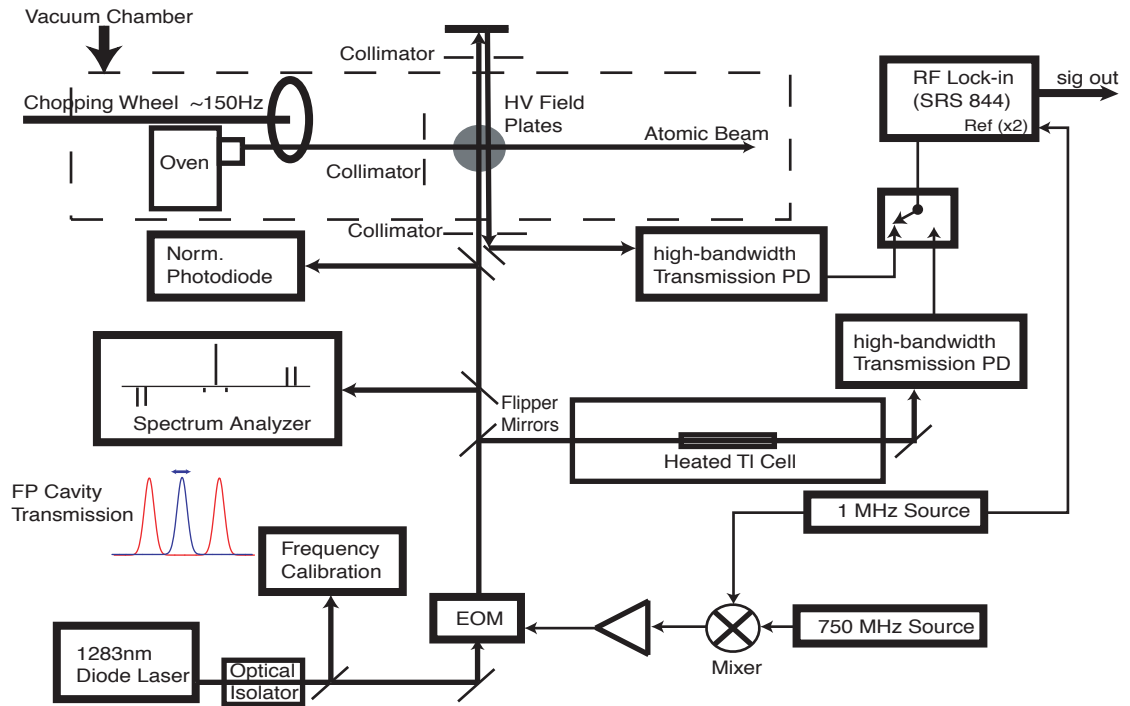 Vacuum Chamber
Collimator
Chopping Wheel ~150Hz
HV Field
Plates
RF Lock-in
(SRS 844)
Ref (x2)
sig out
Oven
Collimator
Atomic Beam
Collimator
Norm.
Photodiode
high-bandwidth
Transmission PD
high-bandwidth
Transmission PD
Spectrum Analyzer
Flipper
Mirrors
Heated Tl Cell
FP Cavity
Transmission
Frequency
Calibration
1 MHz Source
EOM
750 MHz Source
Mixer
1283nm
Diode Laser
Optical
Isolator